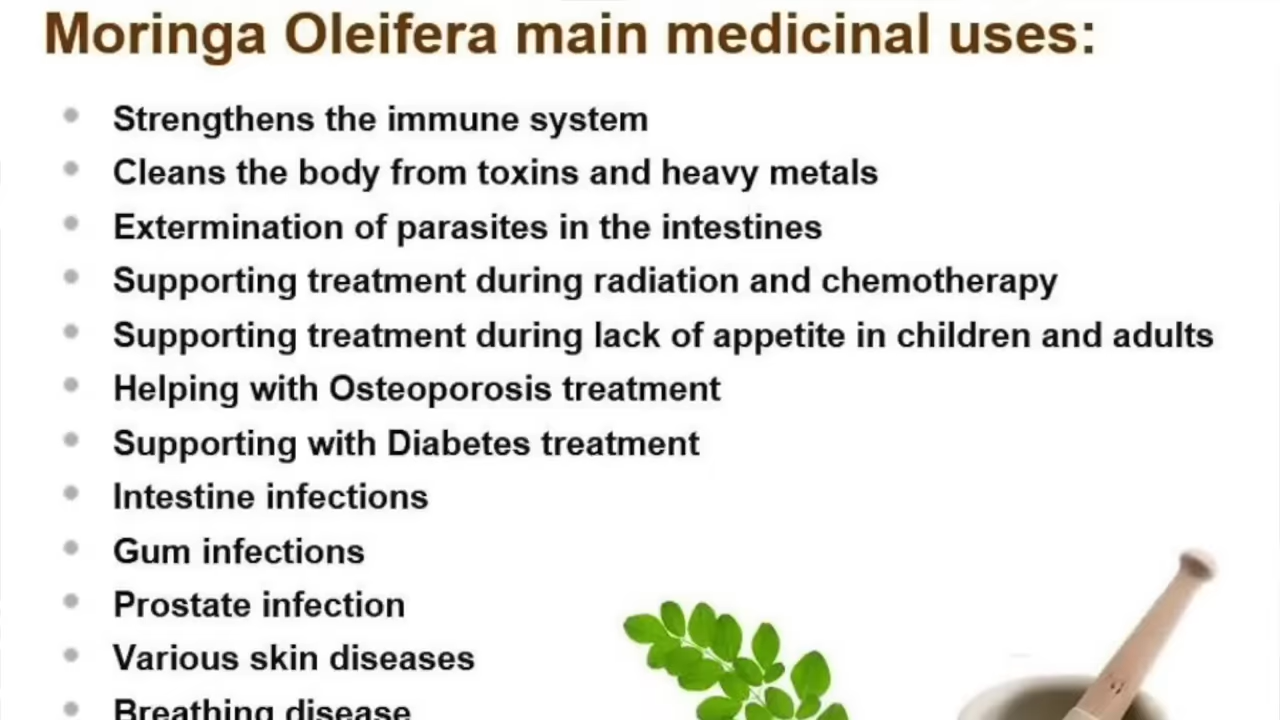 Moringa Oleifera main medicinal uses:
Strengthens the immune system
Cleans the body from toxins and heavy metals
Extermination of parasites in the intestines
Supporting treatment during radiation and chemotherapy
Supporting treatment during lack of appetite in children and adults
Helping with Osteoporosis treatment
Supporting with Diabetes treatment
Intestine infections
Gum infections
Prostate infection
Various skin diseases
Breathing disease